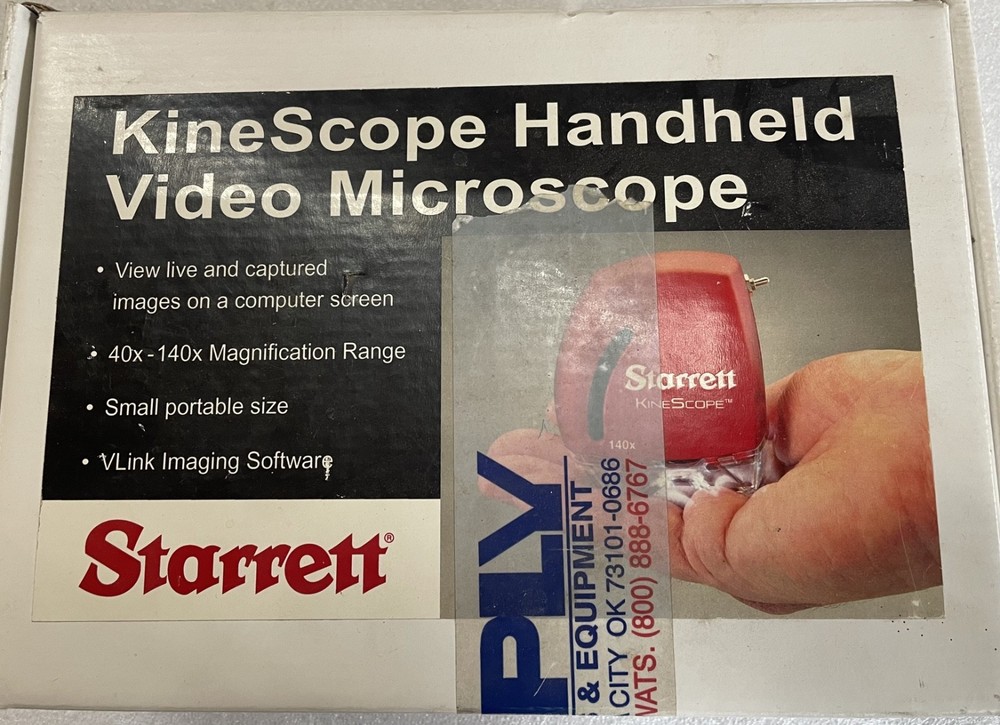 KineScope Handheld
Video Microscope
• View live and captured
images on a computer screen
• 40x-140x Magnification Range
• Small portable size
• VLink Imaging Software
Starrett®
Starrett
KINESCOPE™
140x
PLY
& EQUIPMENT
CITY OK 73101-0686
WATS. (800) 888-6767